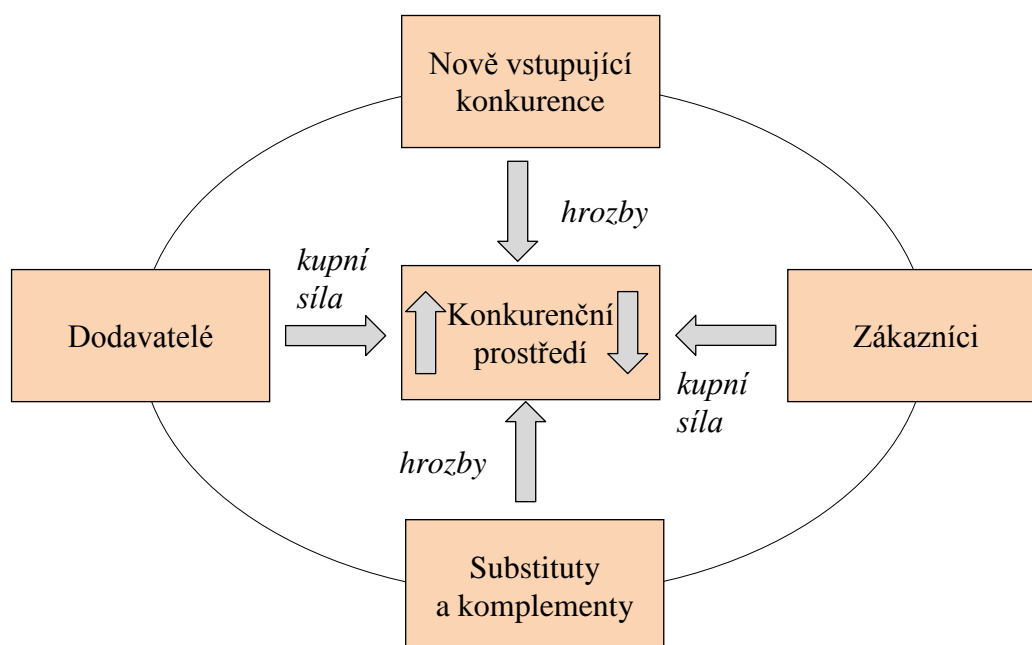 Nově vstupující
konkurence
hrozby
kupní
síla
Dodavatelé
Konkurenční
prostředí
Zákazníci
kupní
síla
hrozby
Substituty
a komplementy